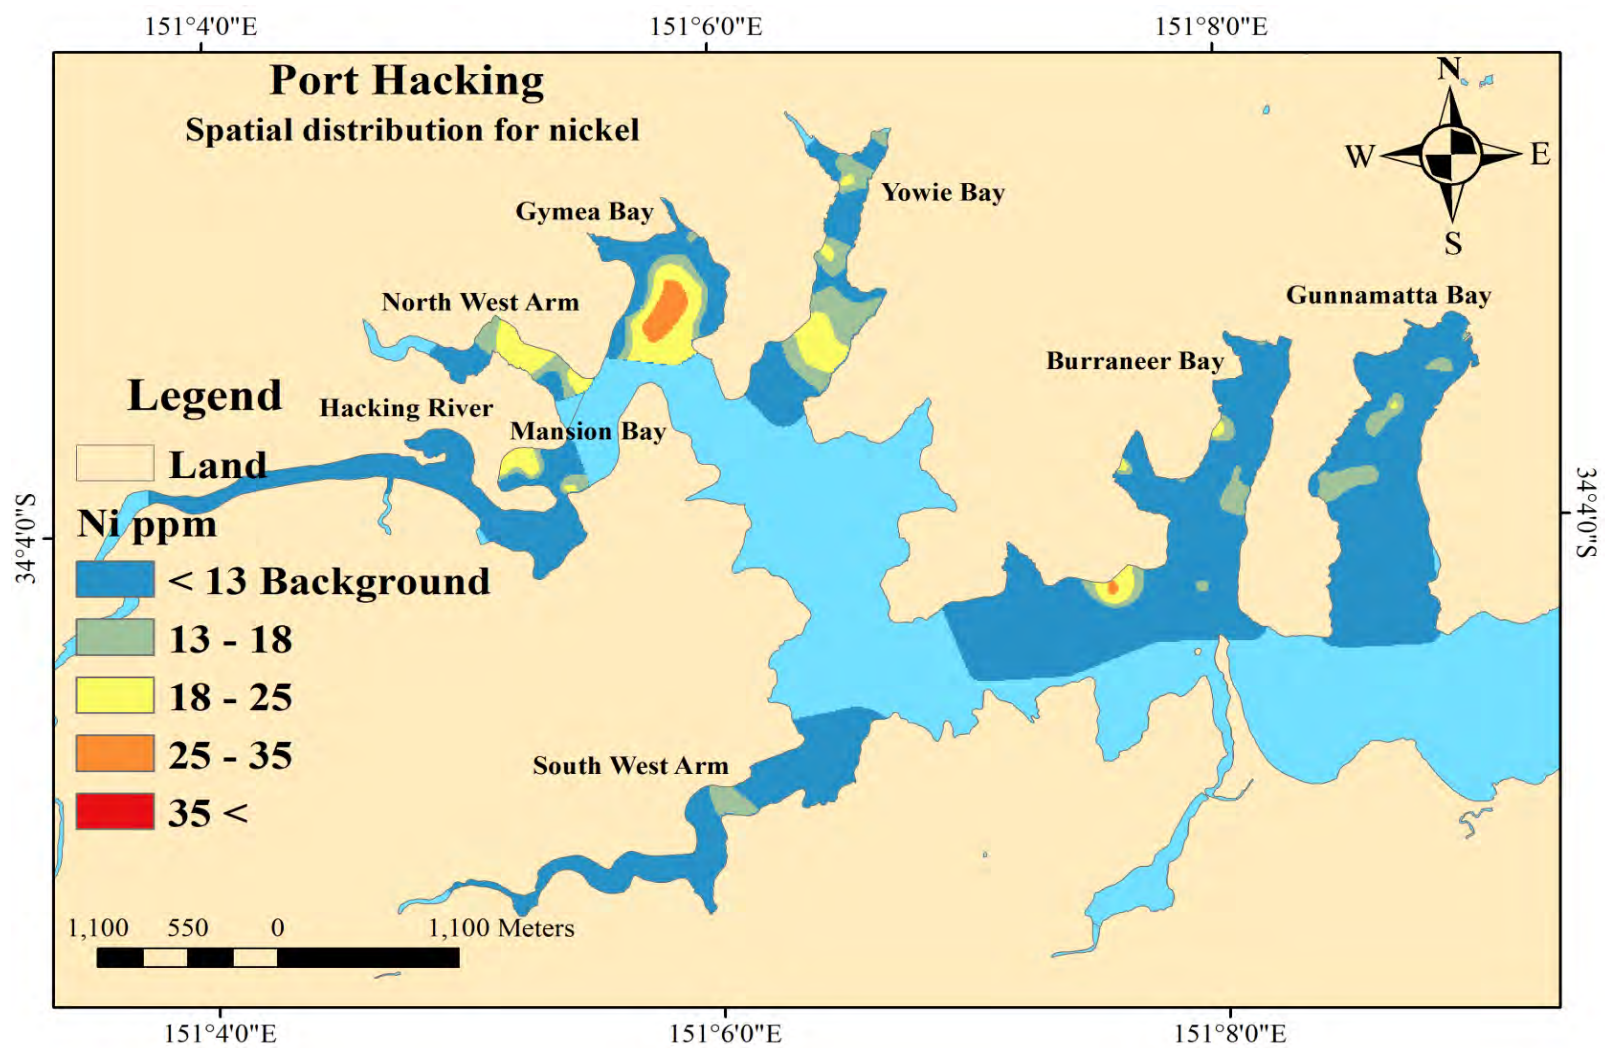 151°4'0"E
151°6'0"E
151°8'0"E
Port Hacking
Spatial distribution for nickel
N
W
E
S
Yowie Bay
Gymea Bay
North West Arm
Gunnamatta Bay
Burraneer Bay
Legend
Hacking River
Mansion Bay
Land
34°4'0"S
34°4'0"S
Ni ppm
< 13 Background
13 - 18
18 - 25
25 - 35
35 <
South West Arm
1,100 550 0 1,100 Meters
151°4'0"E
151°6'0"E
151°8'0"E